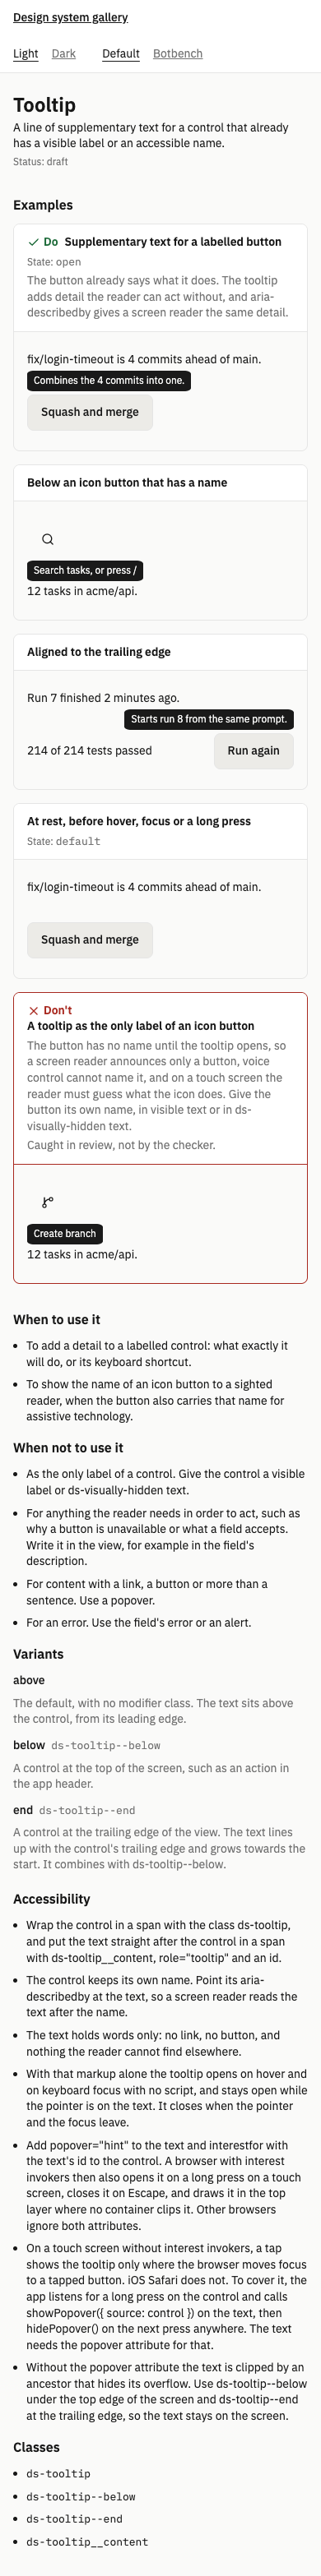 Design system gallery
Light Dark Default Botbench
Tooltip
A line of supplementary text for a control that already
has a visible label or an accessible name.
Status: draft
Examples
Do Supplementary text for a labelled button
State: open
The button already says what it does. The tooltip
adds detail the reader can act without, and aria-
describedby gives a screen reader the same detail.
fix/login-timeout is 4 commits ahead of main.
Combines the 4 commits into one.
Squash and merge
Below an icon button that has a name
Search tasks, or press /
12 tasks in acme/api.
Aligned to the trailing edge
Run 7 finished 2 minutes ago.
Starts run 8 from the same prompt.
214 of 214 tests passed Run again
At rest, before hover, focus or a long press
State: default
fix/login-timeout is 4 commits ahead of main.
Squash and merge
Don't
A tooltip as the only label of an icon button
The button has no name until the tooltip opens, so
a screen reader announces only a button, voice
control cannot name it, and on a touch screen the
reader must guess what the icon does. Give the
button its own name, in visible text or in ds-
visually-hidden text.
Caught in review, not by the checker.
Create branch
12 tasks in acme/api.
When to use it
• To add a detail to a labelled control: what exactly it
will do, or its keyboard shortcut.
• To show the name of an icon button to a sighted
reader, when the button also carries that name for
assistive technology.
When not to use it
• As the only label of a control. Give the control a visible
label or ds-visually-hidden text.
• For anything the reader needs in order to act, such as
why a button is unavailable or what a field accepts.
Write it in the view, for example in the field's
description.
• For content with a link, a button or more than a
sentence. Use a popover.
• For an error. Use the field's error or an alert.
Variants
above
The default, with no modifier class. The text sits above
the control, from its leading edge.
below ds-tooltip--below
A control at the top of the screen, such as an action in
the app header.
end ds-tooltip--end
A control at the trailing edge of the view. The text lines
up with the control's trailing edge and grows towards the
start. It combines with ds-tooltip--below.
Accessibility
• Wrap the control in a span with the class ds-tooltip,
and put the text straight after the control in a span
with ds-tooltip__content, role="tooltip" and an id.
• The control keeps its own name. Point its aria-
describedby at the text, so a screen reader reads the
text after the name.
• The text holds words only: no link, no button, and
nothing the reader cannot find elsewhere.
• With that markup alone the tooltip opens on hover and
on keyboard focus with no script, and stays open while
the pointer is on the text. It closes when the pointer
and the focus leave.
• Add popover="hint" to the text and interestfor with
the text's id to the control. A browser with interest
invokers then also opens it on a long press on a touch
screen, closes it on Escape, and draws it in the top
layer where no container clips it. Other browsers
ignore both attributes.
• On a touch screen without interest invokers, a tap
shows the tooltip only where the browser moves focus
to a tapped button. iOS Safari does not. To cover it, the
app listens for a long press on the control and calls
showPopover({ source: control }) on the text, then
hidePopover() on the next press anywhere. The text
needs the popover attribute for that.
• Without the popover attribute the text is clipped by an
ancestor that hides its overflow. Use ds-tooltip--below
under the top edge of the screen and ds-tooltip--end
at the trailing edge, so the text stays on the screen.
Classes
• ds-tooltip
• ds-tooltip--below
• ds-tooltip--end
• ds-tooltip__content